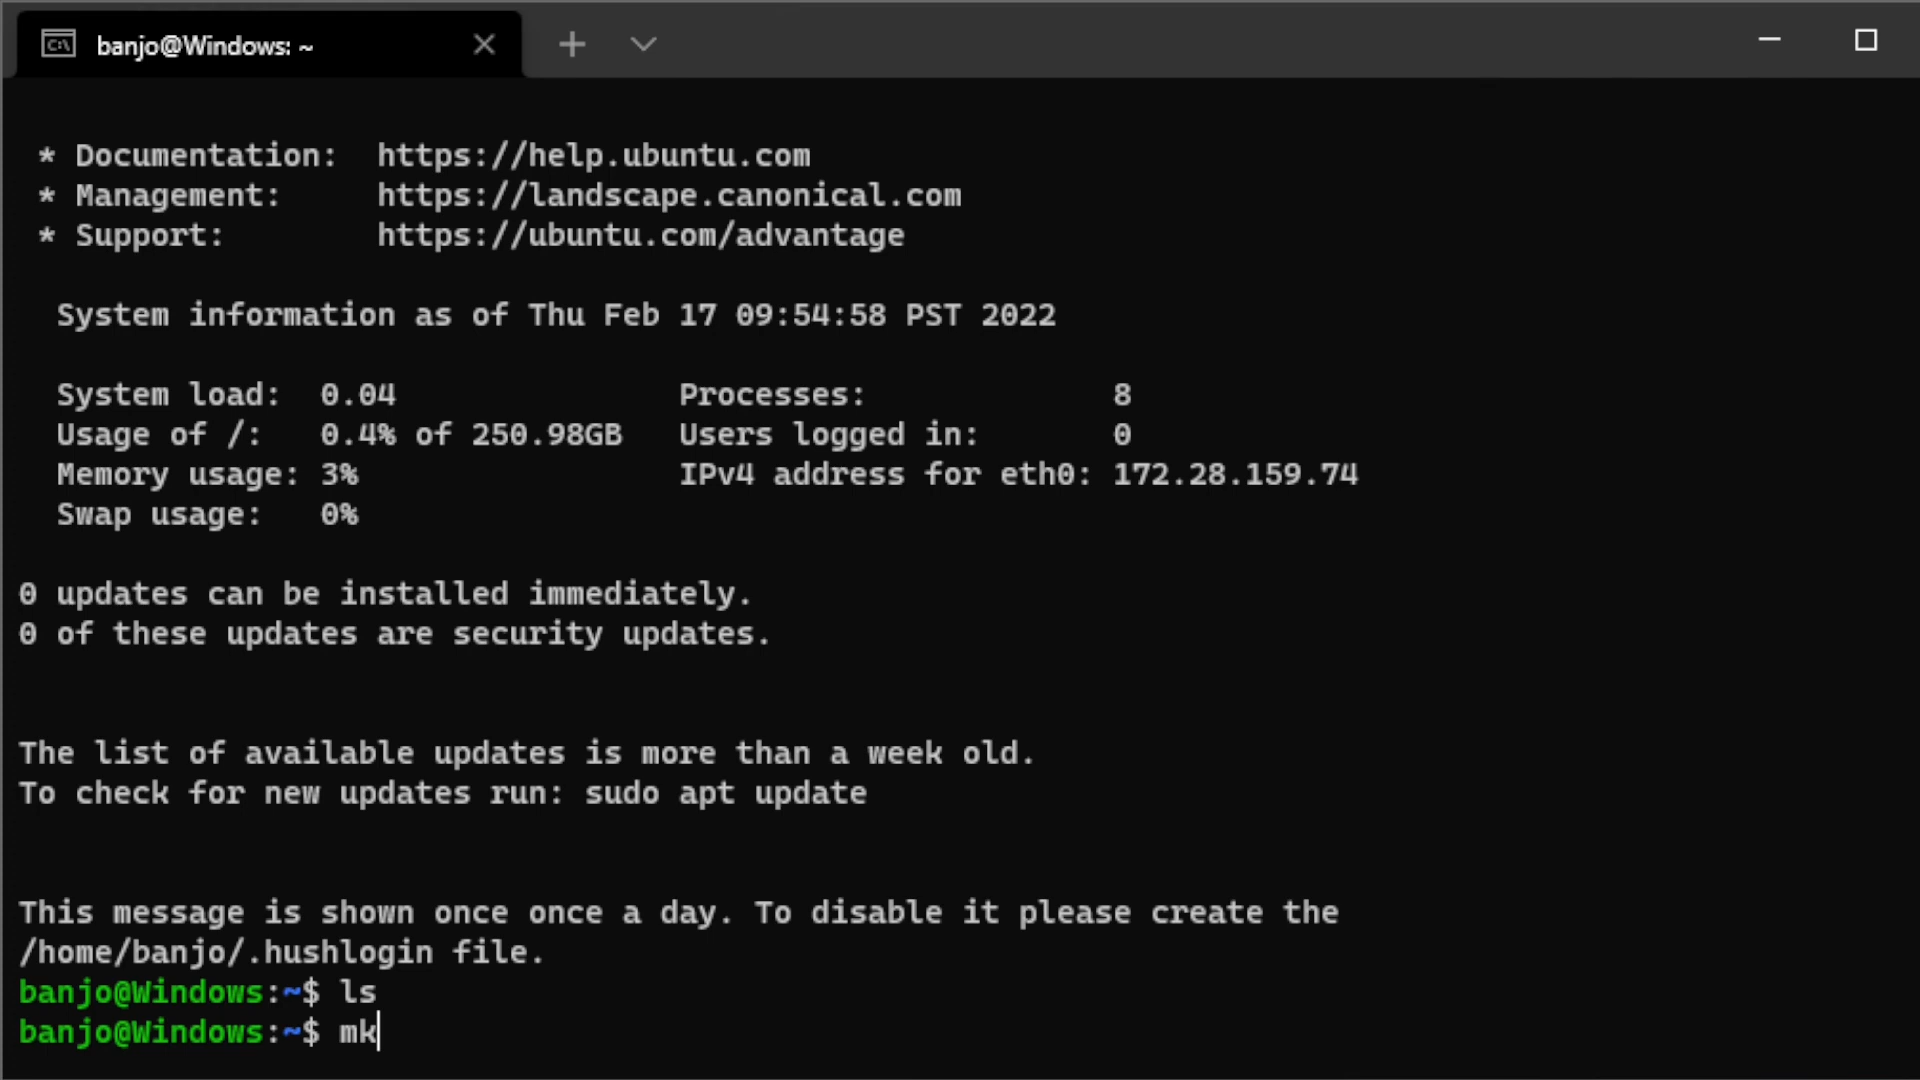 banjo@Windows: ~
* Documentation:  https://help.ubuntu.com
* Management:     https://landscape.canonical.com
* Support:        https://ubuntu.com/advantage
System information as of Thu Feb 17 09:54:58 PST 2022
System load:  0.04               Processes:             8
Usage of /:   0.4% of 250.98GB   Users logged in:       0
Memory usage: 3%                 IPv4 address for eth0: 172.28.159.74
Swap usage:   0%
0 updates can be installed immediately.
0 of these updates are security updates.
The list of available updates is more than a week old.
To check for new updates run: sudo apt update
This message is shown once once a day. To disable it please create the
/home/banjo/.hushlogin file.
banjo@Windows:~$ ls
banjo@Windows:~$ mk